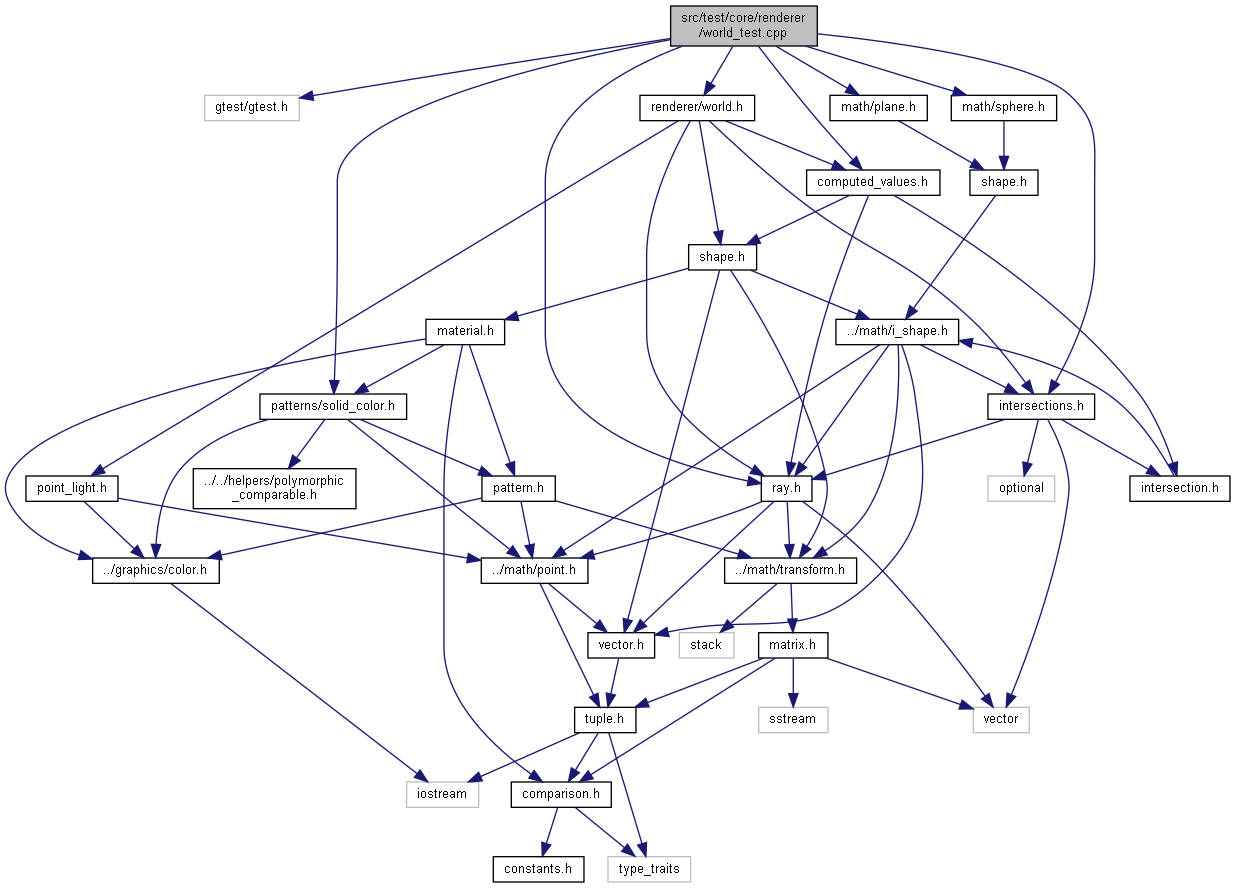 src/test/core/renderer
/world_test.cpp
gtest/gtest.h
renderer/world.h
math/plane.h
math/sphere.h
computed_values.h
shape.h
shape.h
material.h
../math/i_shape.h
patterns/solid_color.h
intersections.h
point_light.h
../../helpers/polymorphic
_comparable.h
pattern.h
ray.h
optional
intersection.h
../graphics/color.h
../math/point.h
../math/transform.h
vector.h
stack
matrix.h
tuple.h
sstream
vector
iostream
comparison.h
constants.h
type_traits